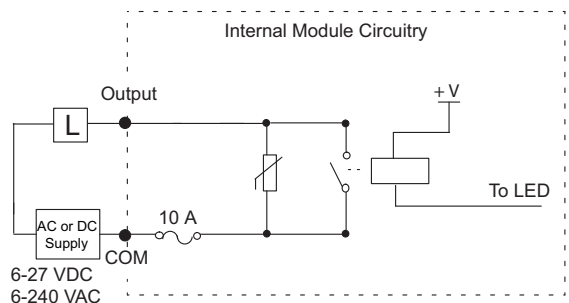 Internal Module Circuitry
Output
+ V
L
To LED
10 A
AC or DC
Supply
COM
6-27 VDC
6-240 VAC